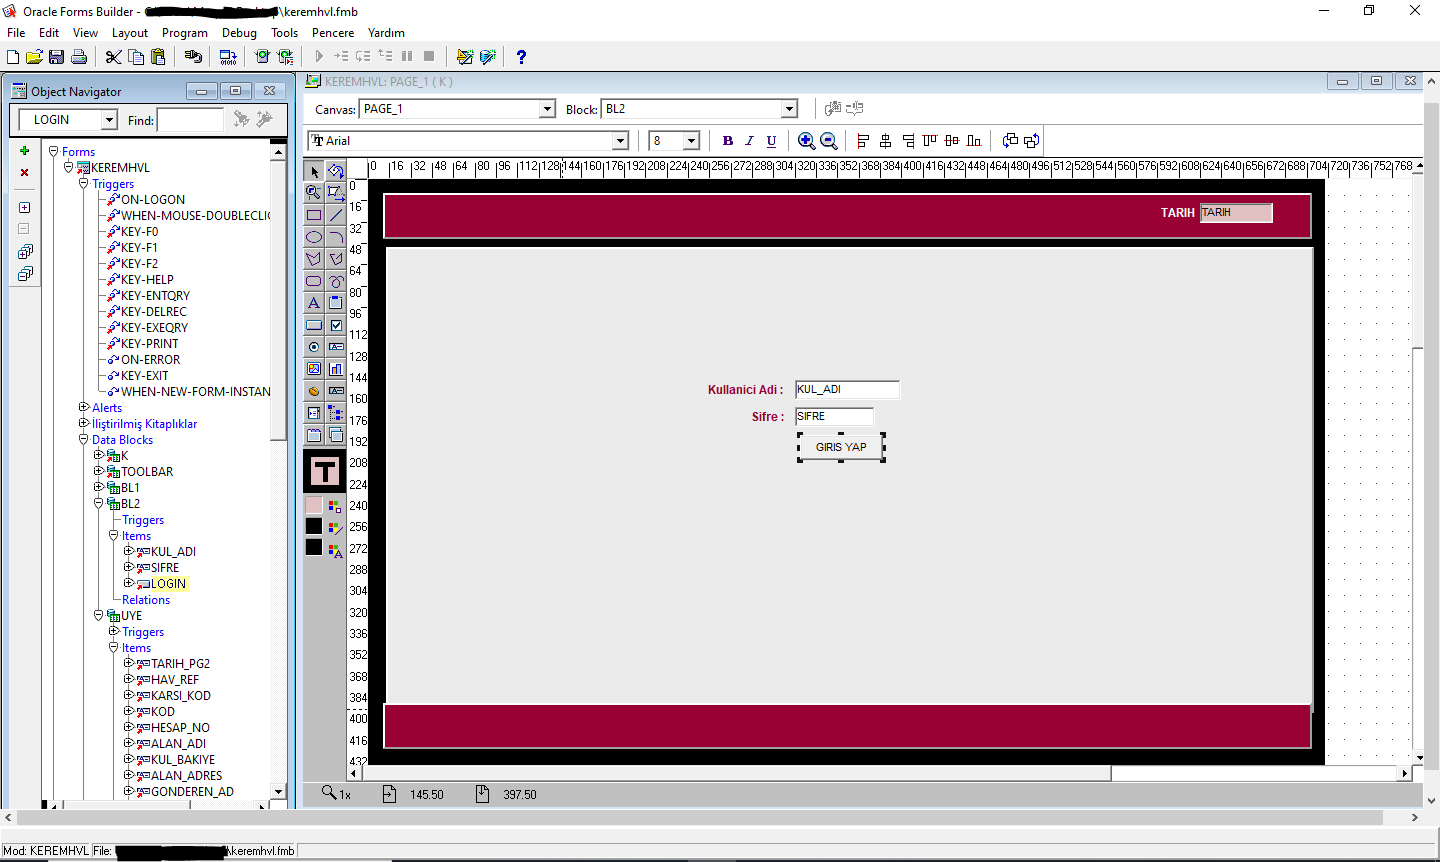 Oracle Forms Builder - \keremhvl.fmb
File Edit View Layout Program Debug Tools Pencere Yardım
Object Navigator
LOGIN Find:
Forms
KEREMHVL
Triggers
ON-LOGON
WHEN-MOUSE-DOUBLECLI
KEY-F0
KEY-F1
KEY-F2
KEY-HELP
KEY-ENTQRY
KEY-DELREC
KEY-EXEQRY
KEY-PRINT
ON-ERROR
KEY-EXIT
WHEN-NEW-FORM-INSTAN
Alerts
İliştirilmiş Kitaplıklar
Data Blocks
K
TOOLBAR
BL1
BL2
Triggers
Items
KUL_ADI
SIFRE
LOGIN
Relations
UYE
Triggers
Items
TARIH_PG2
HAV_REF
KARSI_KOD
KOD
HESAP_NO
ALAN_ADI
KUL_BAKIYE
ALAN_ADRES
GONDEREN_AD
KEREMHVL: PAGE_1 ( K )
Canvas: PAGE_1 Block: BL2
Arial 8 B I U
0 16 32 48 64 80 96 112 128 144 160 176 192 208 224 240 256 272 288 304 320 336 352 368 384 400 416 432 448 464 480 496 512 528 544 560 576 592 608 624 640 656 672 688 704 720 736 752 768
0
16
32
48
64
80
96
112
128
144
160
176
192
208
224
240
256
272
288
304
320
336
352
368
384
400
416
432
TARIH TARIH
Kullanici Adi : KUL_ADI
Sifre : SIFRE
GIRIS YAP
1x 145.50 397.50
Mod: KEREMHVL File: \keremhvl.fmb